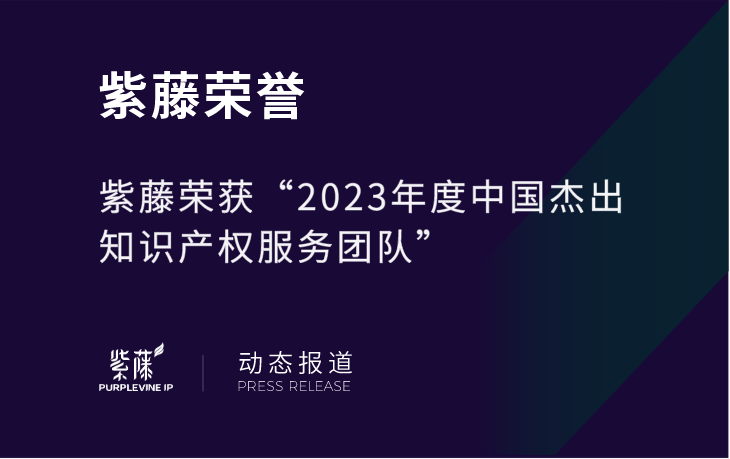 紫藤荣誉
紫藤荣获“2023年度中国杰出
知识产权服务团队”
紫藤
PURPLEVINE IP
动态报道
PRESS RELEASE